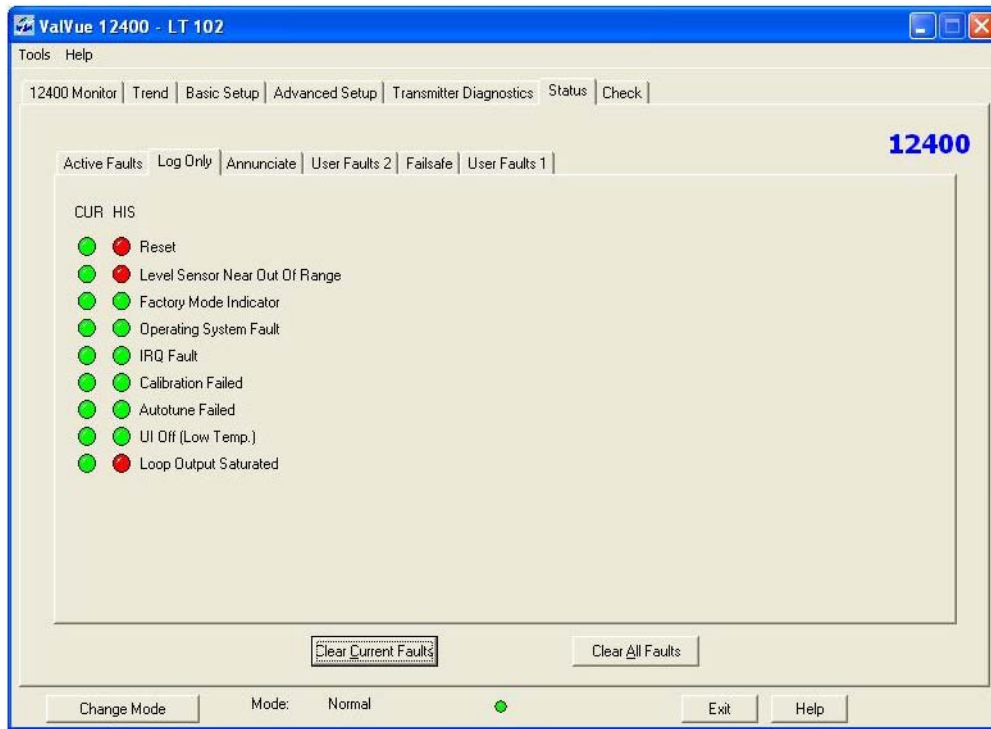 ValVue 12400 - LT 102
Tools Help
12400 Monitor Trend Basic Setup Advanced Setup Transmitter Diagnostics Status Check
12400
Active Faults Log Only Annunciate User Faults 2 Failsafe User Faults 1
CUR HIS
Reset
Level Sensor Near Out Of Range
Factory Mode Indicator
Operating System Fault
IRQ Fault
Calibration Failed
Autotune Failed
UI Off (Low Temp.)
Loop Output Saturated
Clear Current Faults Clear All Faults
Change Mode Mode: Normal Exit Help